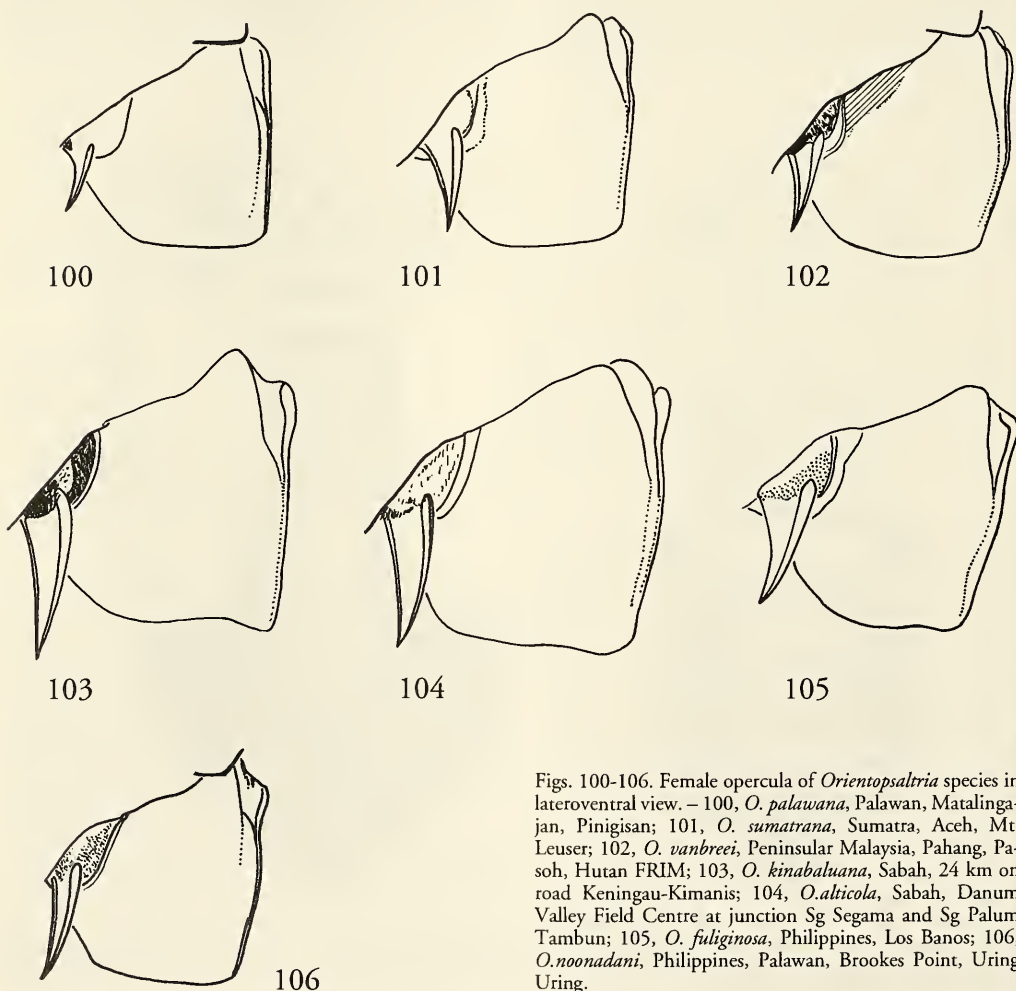 100
101
102
103
104
105
106
Figs. 100-106. Female opercula of Orientopsaltria species in
lateroventral view. – 100, O. palawana, Palawan, Matalinga-
jan, Pinigisan; 101, O. sumatrana, Sumatra, Aceh, Mt.
Leuser; 102, O. vanbreei, Peninsular Malaysia, Pahang, Pa-
soh, Hutan FRIM; 103, O. kinabaluana, Sabah, 24 km on
road Keningau-Kimanis; 104, O.alticola, Sabah, Danum
Valley Field Centre at junction Sg Segama and Sg Palum
Tambun; 105, O. fuliginosa, Philippines, Los Banos; 106,
O.noonadani, Philippines, Palawan, Brookes Point, Uring
Uring.